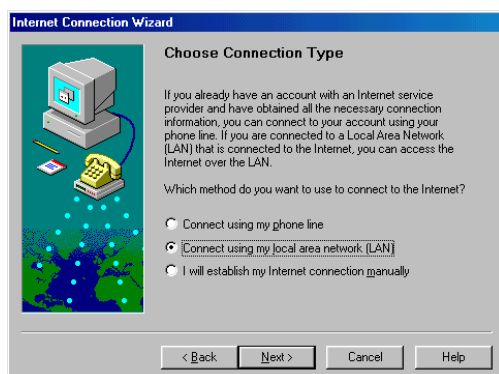 Internet Connection Wizard
Choose Connection Type
If you already have an account with an Internet service
provider and have obtained all the necessary connection
information, you can connect to your account using your
phone line. If you are connected to a Local Area Network
(LAN) that is connected to the Internet, you can access the
Internet over the LAN.
Which method do you want to use to connect to the Internet?
Connect using my phone line
Connect using my local area network (LAN)
I will establish my Internet connection manually
< Back
Next >
Cancel
Help